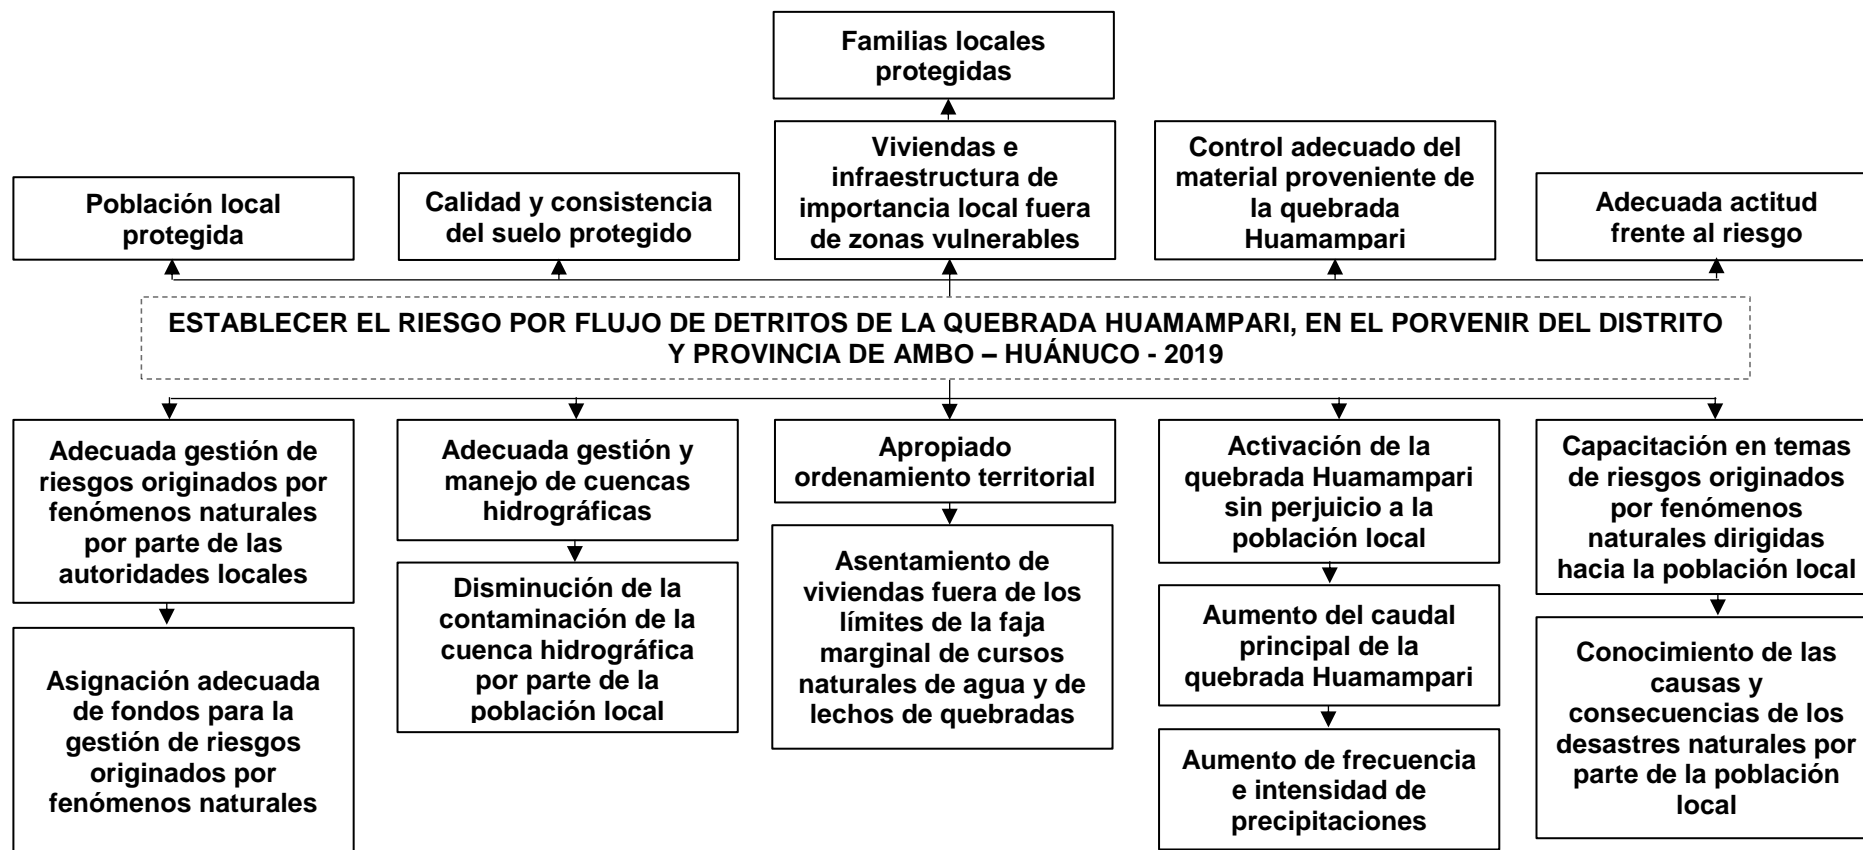 Familias locales
protegidas
Población local
protegida
Calidad y consistencia
del suelo protegido
Viviendas e
infraestructura de
importancia local fuera
de zonas vulnerables
Control adecuado del
material proveniente de
la quebrada
Huamampari
Adecuada actitud
frente al riesgo
ESTABLECER EL RIESGO POR FLUJO DE DETRITOS DE LA QUEBRADA HUAMAMPARI, EN EL PORVENIR DEL DISTRITO
Y PROVINCIA DE AMBO – HUÁNUCO - 2019
Adecuada gestión de
riesgos originados por
fenómenos naturales
por parte de las
autoridades locales
Asignación adecuada
de fondos para la
gestión de riesgos
originados por
fenómenos naturales
Adecuada gestión y
manejo de cuencas
hidrográficas
Disminución de la
contaminación de la
cuenca hidrográfica
por parte de la
población local
Apropiado
ordenamiento territorial
Asentamiento de
viviendas fuera de los
límites de la faja
marginal de cursos
naturales de agua y de
lechos de quebradas
Activación de la
quebrada Huamampari
sin perjuicio a la
población local
Aumento del caudal
principal de la
quebrada Huamampari
Aumento de frecuencia
e intensidad de
precipitaciones
Capacitación en temas
de riesgos originados
por fenómenos
naturales dirigidas
hacia la población local
Conocimiento de las
causas y
consecuencias de los
desastres naturales por
parte de la población
local